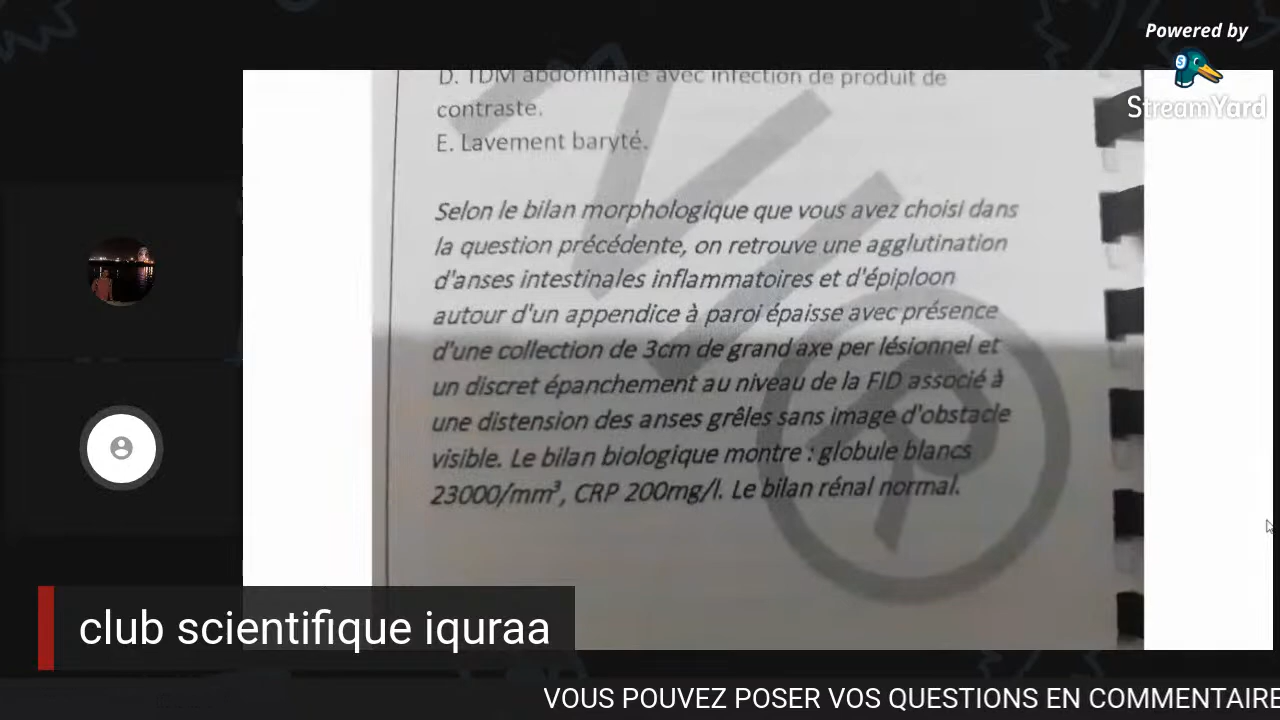 Powered by
StreamYard
D. TDM abdominale avec infection de produit de
contraste.
E. Lavement baryté.
Selon le bilan morphologique que vous avez choisi dans
la question précédente, on retrouve une agglutination
d'anses intestinales inflammatoires et d'épiploon
autour d'un appendice à paroi épaisse avec présence
d'une collection de 3cm de grand axe per lésionnel et
un discret épanchement au niveau de la FID associé à
une distension des anses grêles sans image d'obstacle
visible. Le bilan biologique montre : globule blancs
23000/mm³, CRP 200mg/l. Le bilan rénal normal.
club scientifique iquraa
VOUS POUVEZ POSER VOS QUESTIONS EN COMMENTAIRE